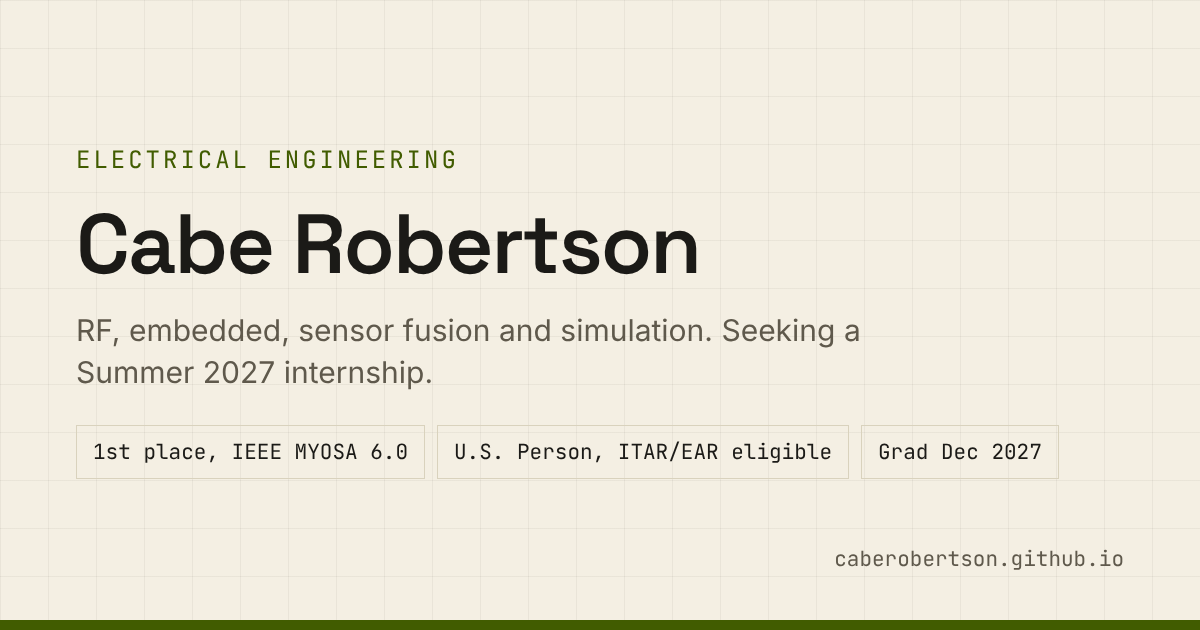 ELECTRICAL ENGINEERING
Cabe Robertson
RF, embedded, sensor fusion and simulation. Seeking a
Summer 2027 internship.
1st place, IEEE MYOSA 6.0
U.S. Person, ITAR/EAR eligible
Grad Dec 2027
caberobertson.github.io